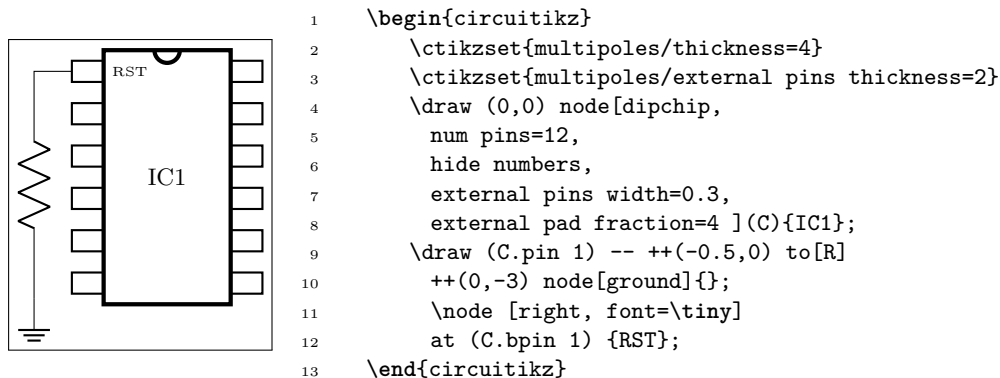 RST
IC1
1 \begin{circuitikz}
2 \ctikzset{multipoles/thickness=4}
3 \ctikzset{multipoles/external pins thickness=2}
4 \draw (0,0) node[dipchip,
5 num pins=12,
6 hide numbers,
7 external pins width=0.3,
8 external pad fraction=4 ](C){IC1};
9 \draw (C.pin 1) -- ++(-0.5,0) to[R]
10 ++(0,-3) node[ground]{};
11 \node [right, font=\tiny]
12 at (C.bpin 1) {RST};
13 \end{circuitikz}